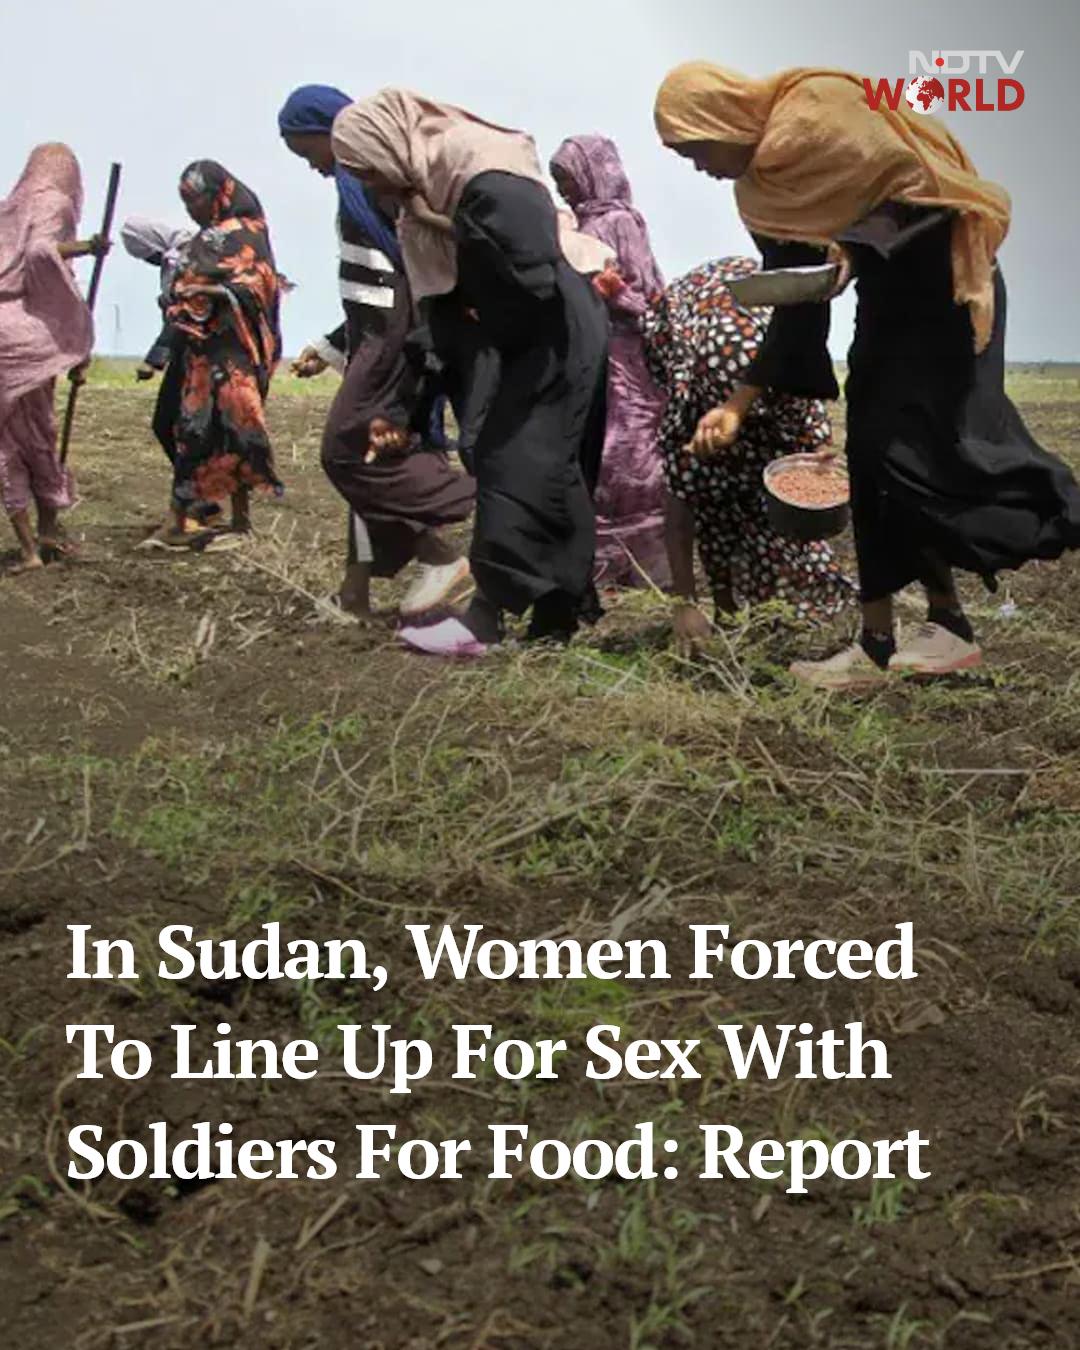 NDTV
WORLD
In Sudan, Women Forced
To Line Up For Sex With
Soldiers For Food: Report